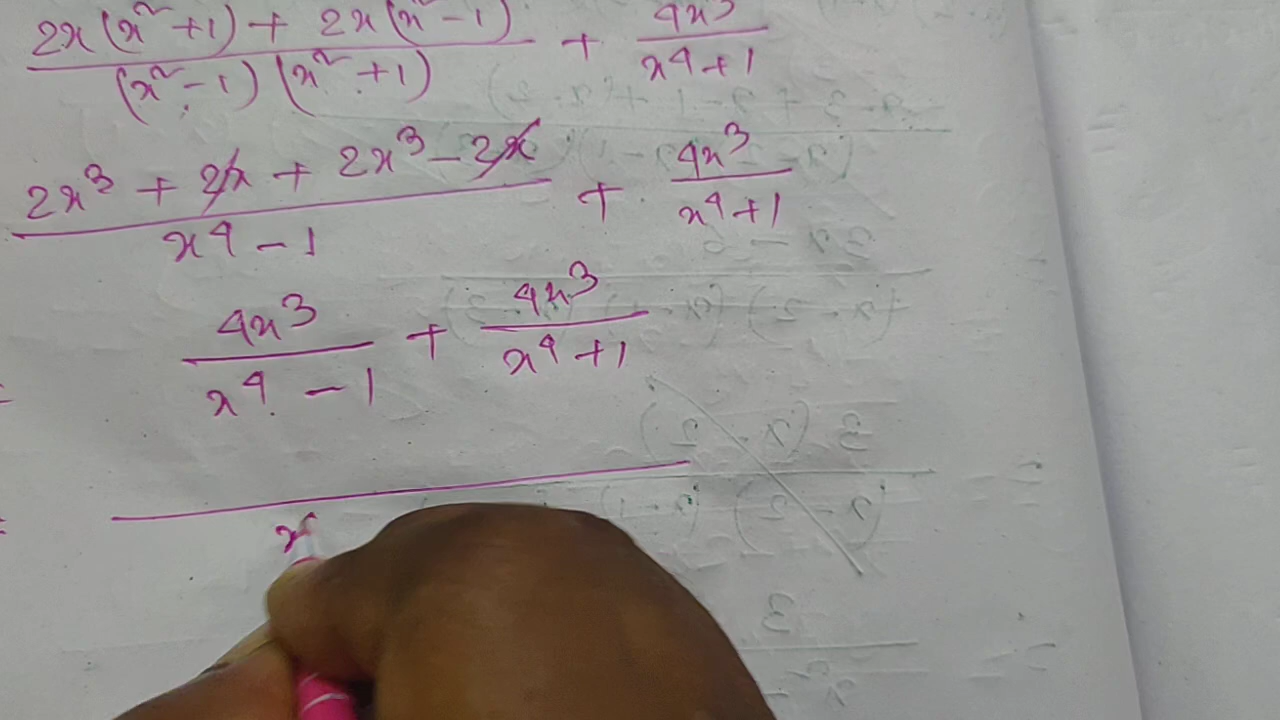 2x(x²+1) + 2x(x²-1) / (x²-1)(x²+1) + 4x³ / x⁴+1
2x³ + 2x + 2x³ - 2x / x⁴-1 + 4x³ / x⁴+1
= 4x³ / x⁴-1 + 4x³ / x⁴+1
= / x